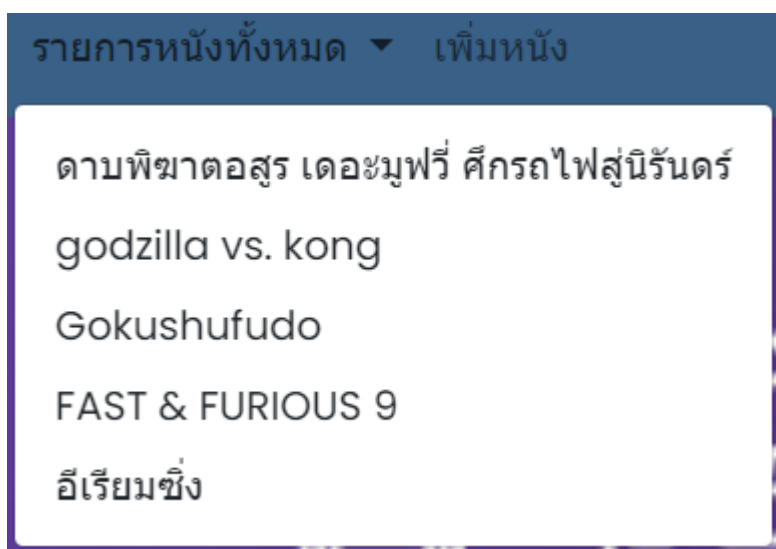 รายการหนังทั้งหมด เพิ่มหนัง
ดาบพิฆาตอสูร เดอะมูฟวี่ ศึกรถไฟสู่นิรันดร์
godzilla vs. kong
Gokushufudo
FAST & FURIOUS 9
อีเรียมซิ่ง